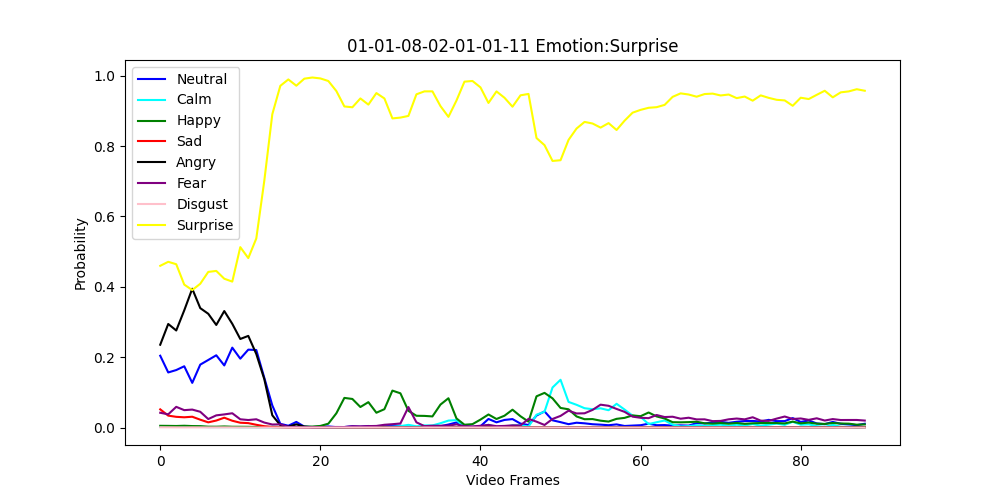 01-01-08-02-01-01-11 Emotion:Surprise
1.0
0.8
0.6
0.4
0.2
0.0
Probability
Neutral
Calm
Happy
Sad
Angry
Fear
Disgust
Surprise
0 20 40 60 80
Video Frames